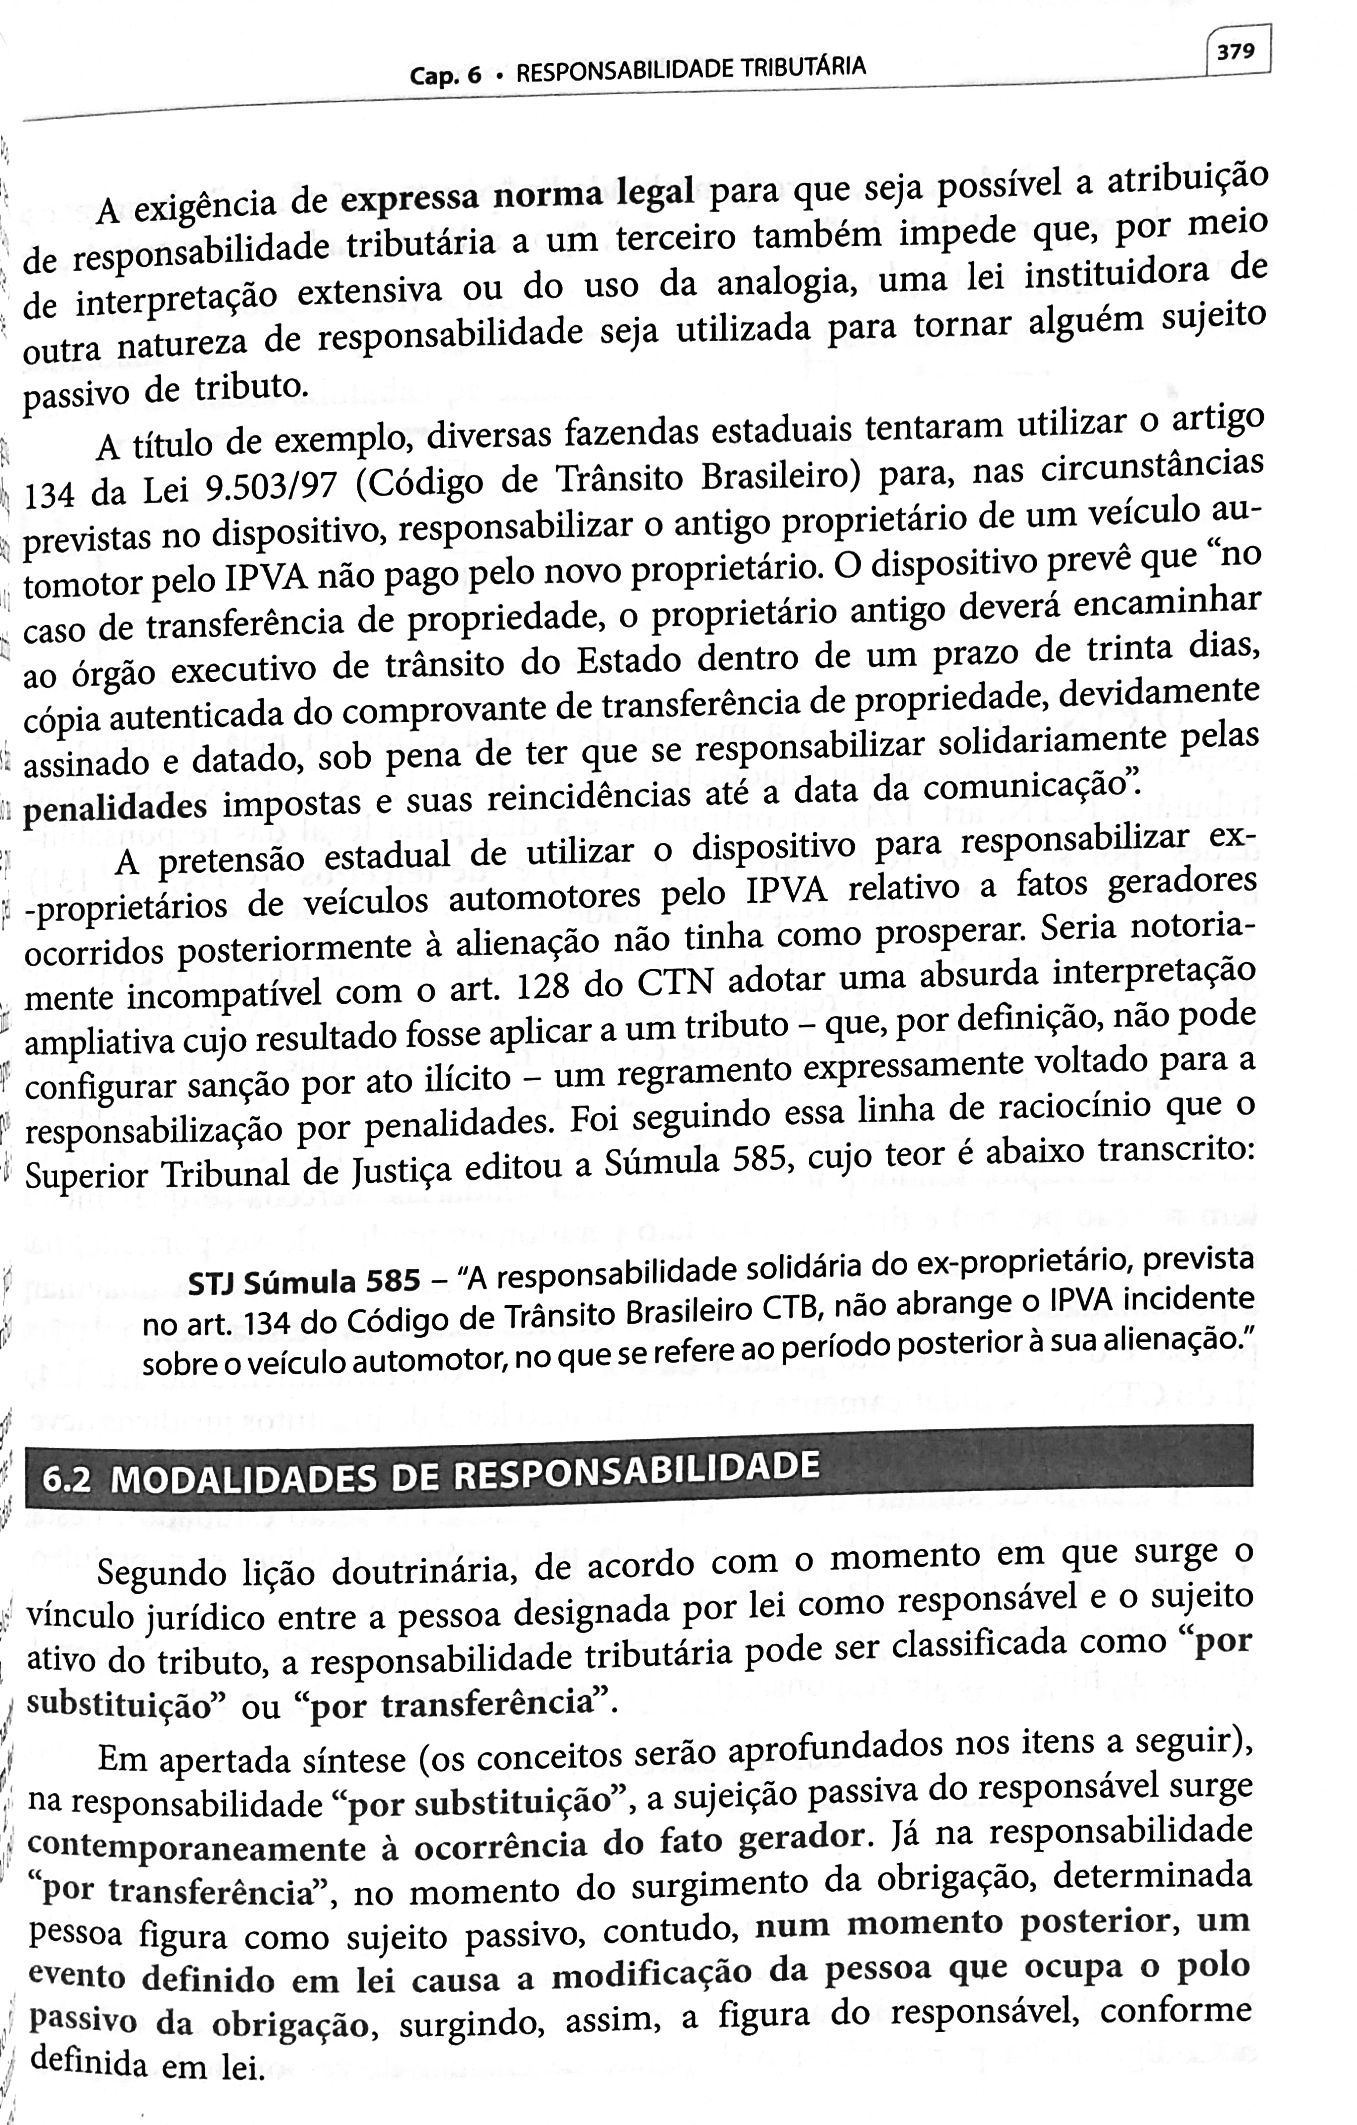 Cap. 6 • RESPONSABILIDADE TRIBUTÁRIA
379
A exigência de expressa norma legal para que seja possível a atribuição
de responsabilidade tributária a um terceiro também impede que, por meio
de interpretação extensiva ou do uso da analogia, uma lei instituidora de
outra natureza de responsabilidade seja utilizada para tornar alguém sujeito
passivo de tributo.
A título de exemplo, diversas fazendas estaduais tentaram utilizar o artigo
134 da Lei 9.503/97 (Código de Trânsito Brasileiro) para, nas circunstâncias
previstas no dispositivo, responsabilizar o antigo proprietário de um veículo au-
tomotor pelo IPVA não pago pelo novo proprietário. O dispositivo prevê que “no
caso de transferência de propriedade, o proprietário antigo deverá encaminhar
ao órgão executivo de trânsito do Estado dentro de um prazo de trinta dias,
cópia autenticada do comprovante de transferência de propriedade, devidamente
assinado e datado, sob pena de ter que se responsabilizar solidariamente pelas
penalidades impostas e suas reincidências até a data da comunicação”.
A pretensão estadual de utilizar o dispositivo para responsabilizar ex-
-proprietários de veículos automotores pelo IPVA relativo a fatos geradores
ocorridos posteriormente à alienação não tinha como prosperar. Seria notoria-
mente incompatível com o art. 128 do CTN adotar uma absurda interpretação
ampliativa cujo resultado fosse aplicar a um tributo – que, por definição, não pode
configurar sanção por ato ilícito – um regramento expressamente voltado para a
responsabilização por penalidades. Foi seguindo essa linha de raciocínio que o
Superior Tribunal de Justiça editou a Súmula 585, cujo teor é abaixo transcrito:
STJ Súmula 585 – “A responsabilidade solidária do ex-proprietário, prevista
no art. 134 do Código de Trânsito Brasileiro CTB, não abrange o IPVA incidente
sobre o veículo automotor, no que se refere ao período posterior à sua alienação.”
6.2 MODALIDADES DE RESPONSABILIDADE
Segundo lição doutrinária, de acordo com o momento em que surge o
vínculo jurídico entre a pessoa designada por lei como responsável e o sujeito
ativo do tributo, a responsabilidade tributária pode ser classificada como “por
substituição” ou “por transferência”.
Em apertada síntese (os conceitos serão aprofundados nos itens a seguir),
na responsabilidade “por substituição”, a sujeição passiva do responsável surge
contemporaneamente à ocorrência do fato gerador. Já na responsabilidade
“por transferência”, no momento do surgimento da obrigação, determinada
pessoa figura como sujeito passivo, contudo, num momento posterior, um
evento definido em lei causa a modificação da pessoa que ocupa o polo
passivo da obrigação, surgindo, assim, a figura do responsável, conforme
definida em lei.